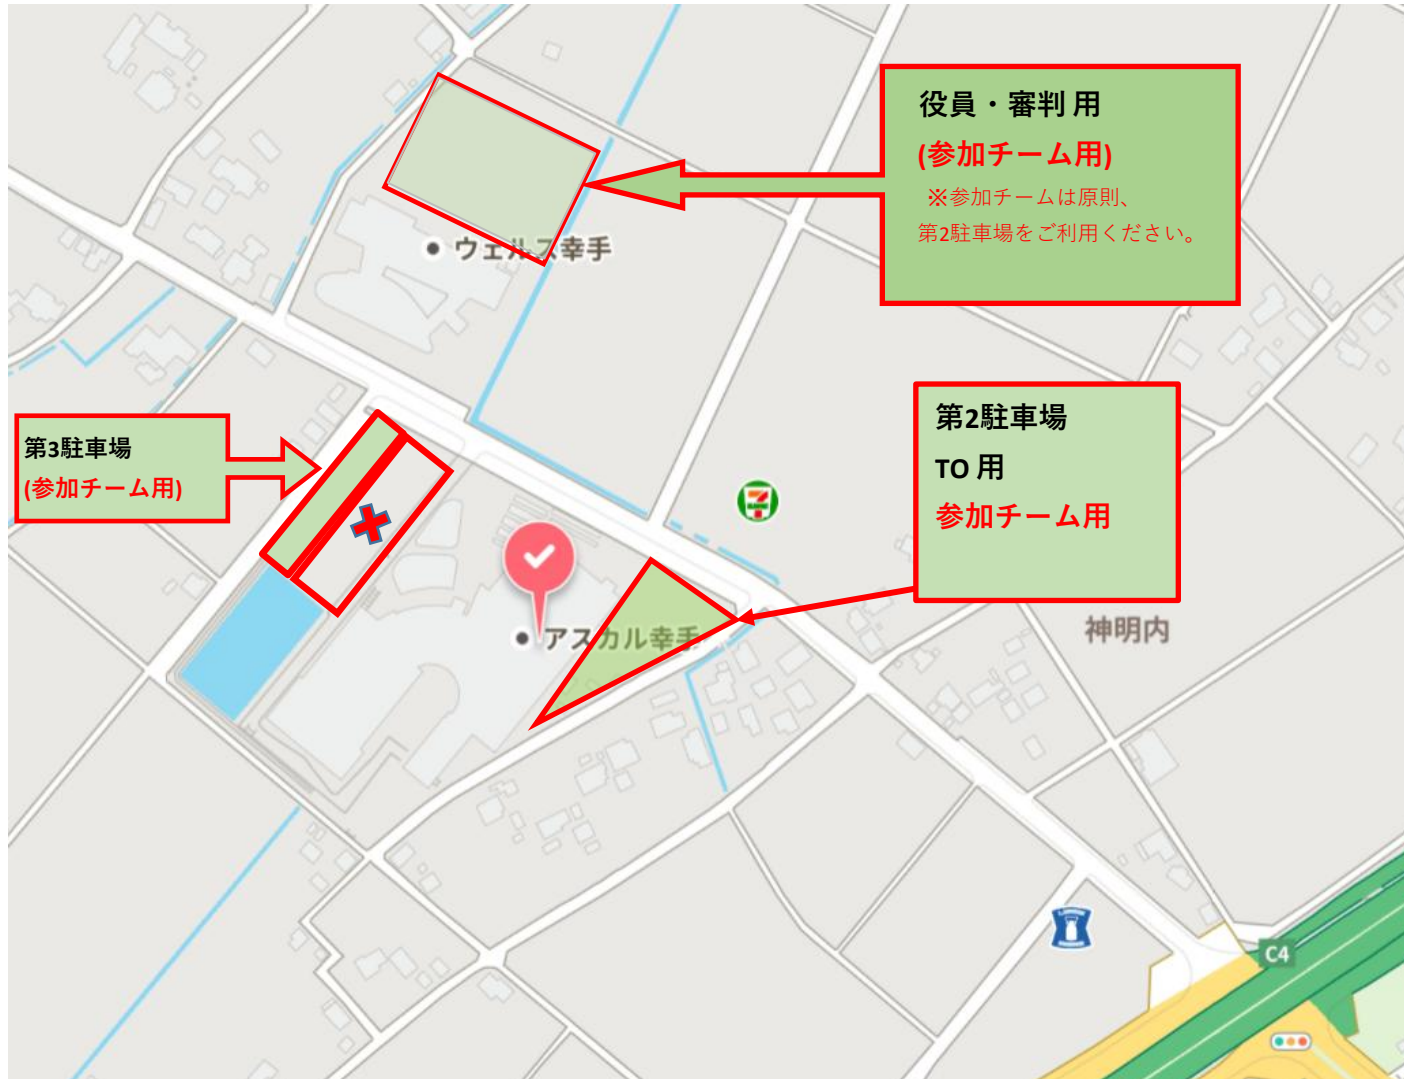 役員・審判 用
(参加チーム用)
※参加チームは原則、
第2駐車場をご利用ください。
ウェルス幸手
第3駐車場
(参加チーム用)
第2駐車場
TO 用
参加チーム用
アスカル幸手
神明内
C4